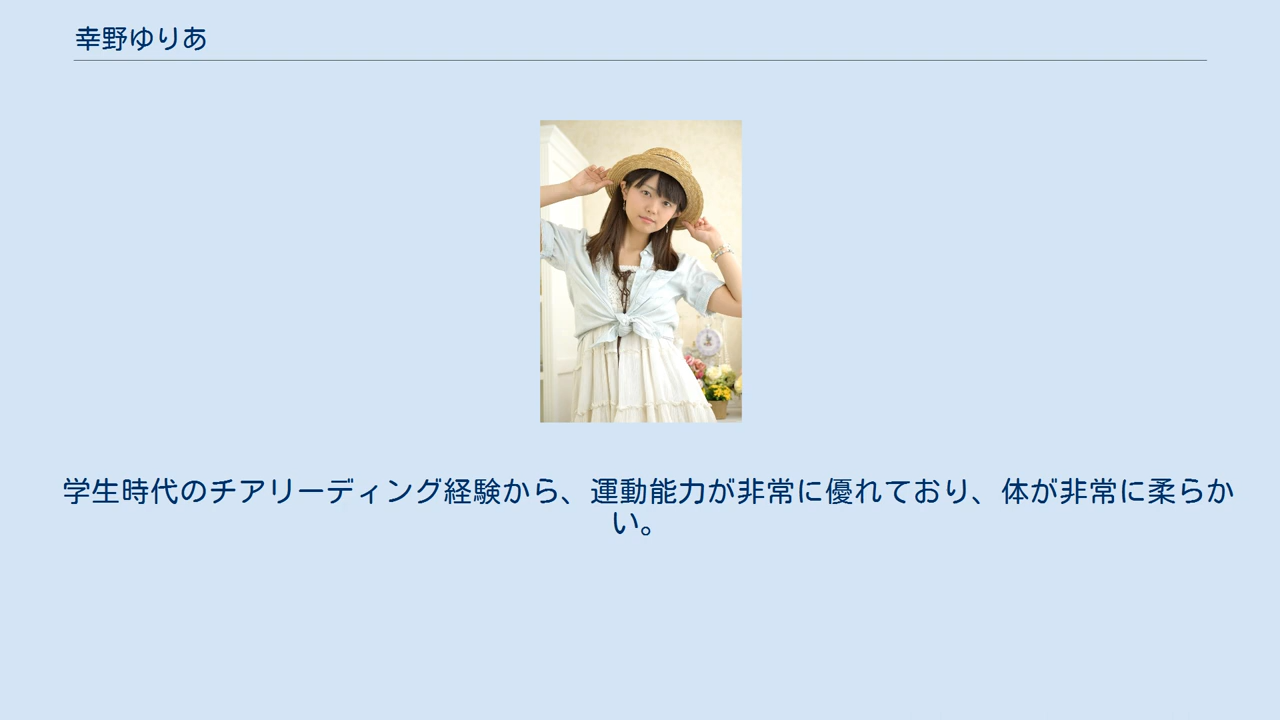 幸野ゆりあ
学生時代のチアリーディング経験から、運動能力が非常に優れており、体が非常に柔らか
い。